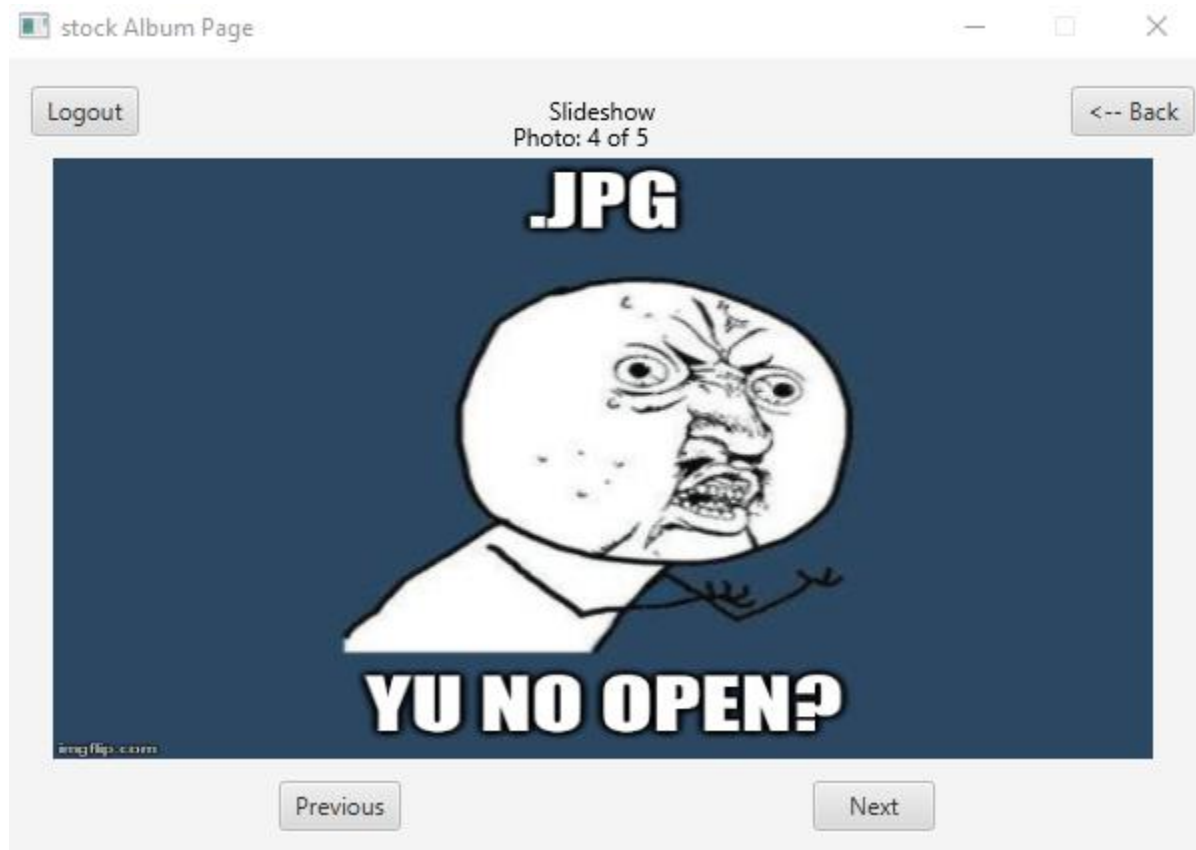 stock Album Page
Logout
Slideshow
<-- Back
Photo: 4 of 5
.JPG
YU NO OPEN?
imgflip.com
Previous
Next